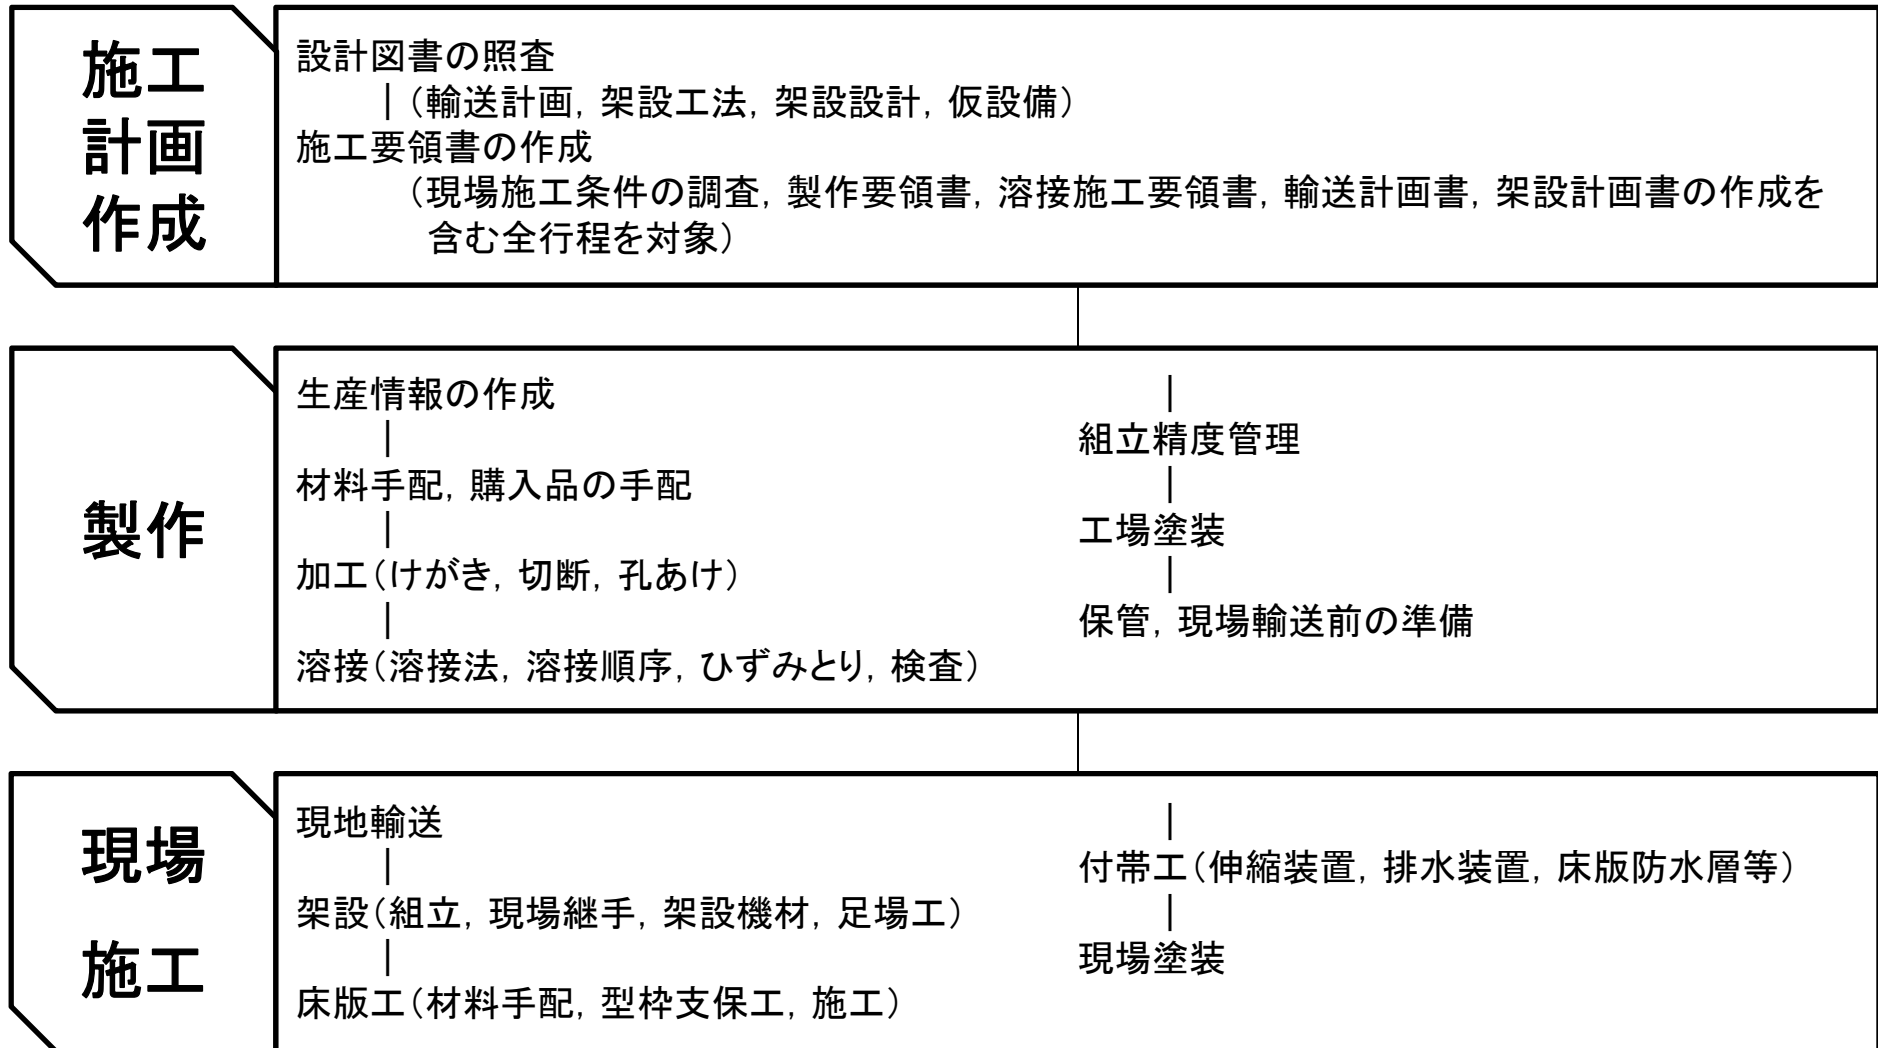 施工
計画
作成
設計図書の照査
(輸送計画, 架設工法, 架設設計, 仮設備)
施工要領書の作成
(現場施工条件の調査, 製作要領書, 溶接施工要領書, 輸送計画書, 架設計画書の作成を
含む全行程を対象)
製作
生産情報の作成
材料手配, 購入品の手配
加工(けがき, 切断, 孔あけ)
溶接(溶接法, 溶接順序, ひずみとり, 検査)
組立精度管理
工場塗装
保管, 現場輸送前の準備
現場
施工
現地輸送
架設(組立, 現場継手, 架設機材, 足場工)
床版工(材料手配, 型枠支保工, 施工)
付帯工(伸縮装置, 排水装置, 床版防水層等)
現場塗装